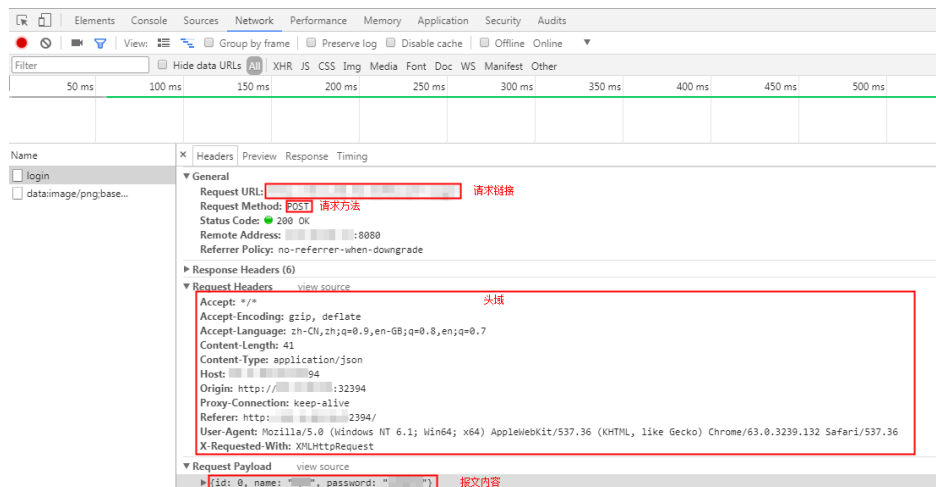 Elements Console Sources Network Performance Memory Application Security Audits
View: Group by frame Preserve log Disable cache Offline Online
Filter Hide data URLs All XHR JS CSS Img Media Font Doc WS Manifest Other
50 ms 100 ms 150 ms 200 ms 250 ms 300 ms 350 ms 400 ms 450 ms 500 ms
Name × Headers Preview Response Timing
login
data:image/png;base...
General
Request URL: 请求链接
Request Method: POST 请求方法
Status Code: 200 OK
Remote Address: :8080
Referrer Policy: no-referrer-when-downgrade
Response Headers (6)
Request Headers view source
头域
Accept: */*
Accept-Encoding: gzip, deflate
Accept-Language: zh-CN,zh;q=0.9,en-GB;q=0.8,en;q=0.7
Content-Length: 41
Content-Type: application/json
Host: 94
Origin: http:// :32394
Proxy-Connection: keep-alive
Referer: http: 2394/
User-Agent: Mozilla/5.0 (Windows NT 6.1; Win64; x64) AppleWebKit/537.36 (KHTML, like Gecko) Chrome/63.0.3239.132 Safari/537.36
X-Requested-With: XMLHttpRequest
Request Payload view source
{id: 0, name: " ", password: " "} 报文内容